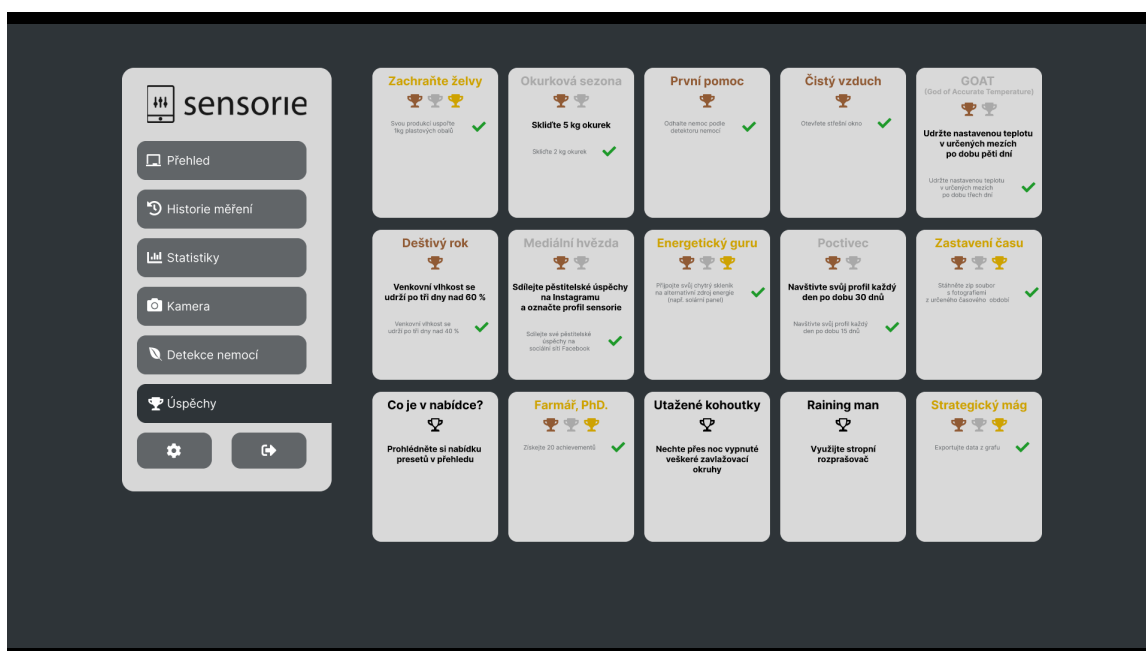 sensorie
Přehled
Historie měření
Statistiky
Kamera
Detekce nemocí
Úspěchy
Zachraňte želvy
Svou produkcí uspořte
1kg plastových obalů
Okurková sezona
Skliďte 5 kg okurek
Skliďte 2 kg okurek
První pomoc
Odhalte nemoc podle
detektoru nemocí
Čistý vzduch
Otevřete střešní okno
GOAT
(God of Accurate Temperature)
Udržte nastavenou teplotu
v určených mezích
po dobu pěti dní
Udržte nastavenou teplotu
v určených mezích
po dobu třech dní
Deštivý rok
Venkovní vlhkost se
udrží po tři dny nad 60 %
Venkovní vlhkost se
udrží po tři dny nad 40 %
Mediální hvězda
Sdílejte pěstitelské úspěchy
na Instagramu
a označte profil sensorie
Sdílejte své pěstitelské
úspěchy na
sociální síti Facebook
Energetický guru
Připojte svůj chytrý skleník
na alternativní zdroj energie
(např. solární panel)
Poctivec
Navštivte svůj profil každý
den po dobu 30 dnů
Navštivte svůj profil každý
den po dobu 15 dnů
Zastavení času
Stáhněte zip soubor
s fotografiemi
z určeného časového období
Co je v nabídce?
Prohlédněte si nabídku
presetů v přehledu
Farmář, PhD.
Získejte 20 achievementů
Utažené kohoutky
Nechte přes noc vypnuté
veškeré zavlažovací
okruhy
Raining man
Využijte stropní
rozprašovač
Strategický mág
Exportujte data z grafu